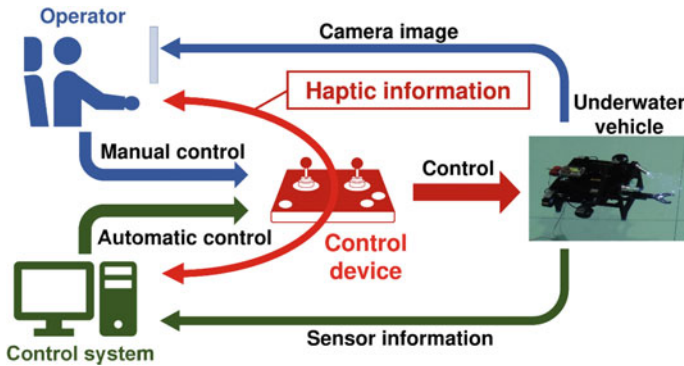 Operator
Camera image
Haptic information
Underwater
vehicle
Manual control
Control
Automatic control
Control
device
Sensor information
Control system